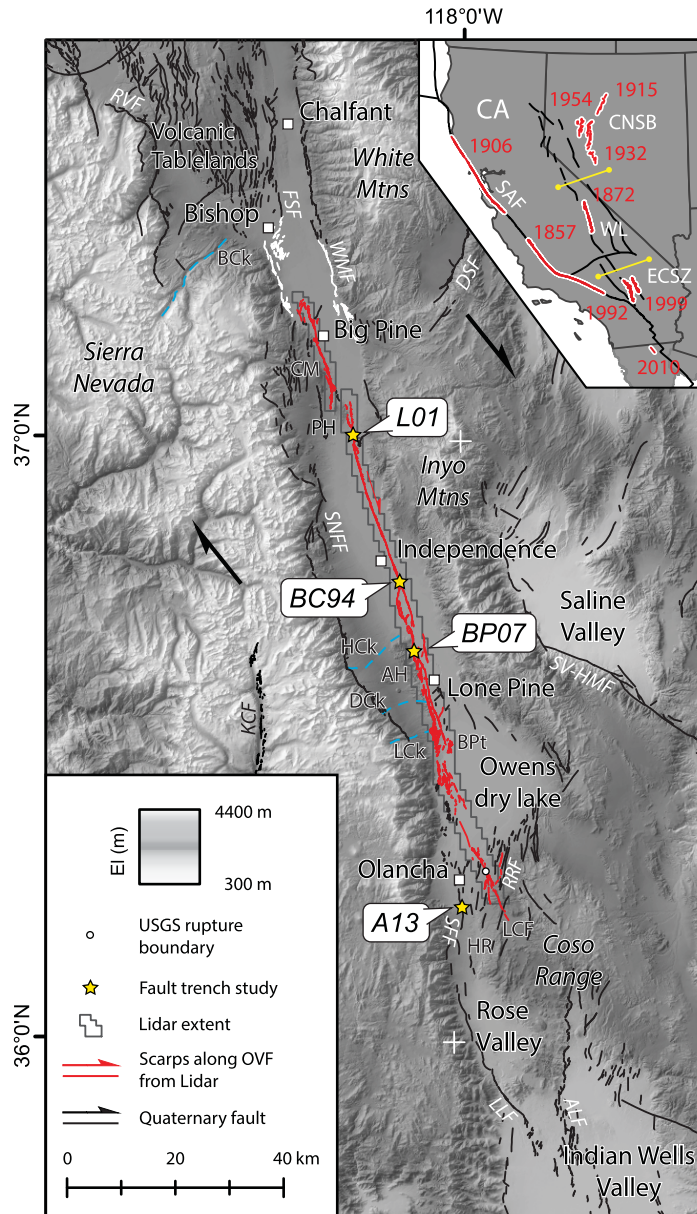 118°0'W
RVF
Volcanic
Tablelands
Chalfant
White
Mtns
Bishop
FSF
BCk
WMF
DSF
Big Pine
Sierra
Nevada
CM
PH
L01
37°0'N
Inyo
Mtns
SNFF
Independence
BC94
BP07
Saline
Valley
HCk
AH
SV-HMF
DCk
Lone Pine
KCF
LCk
BPt
Owens
dry lake
Olancha
RRF
A13
SFF
LCF
HR
Coso
Range
Rose
Valley
36°0'N
LLF
ALF
Indian Wells
Valley
CA
1915
1954
CNSB
1906
1932
SAF
1872
1857
WL
ECSZ
1992
1999
2010
El (m)
4400 m
300 m
USGS rupture
boundary
Fault trench study
Lidar extent
Scarps along OVF
from Lidar
Quaternary fault
0 20 40 km